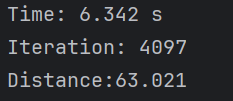 Time: 6.342 s
Iteration: 4097
Distance:63.021